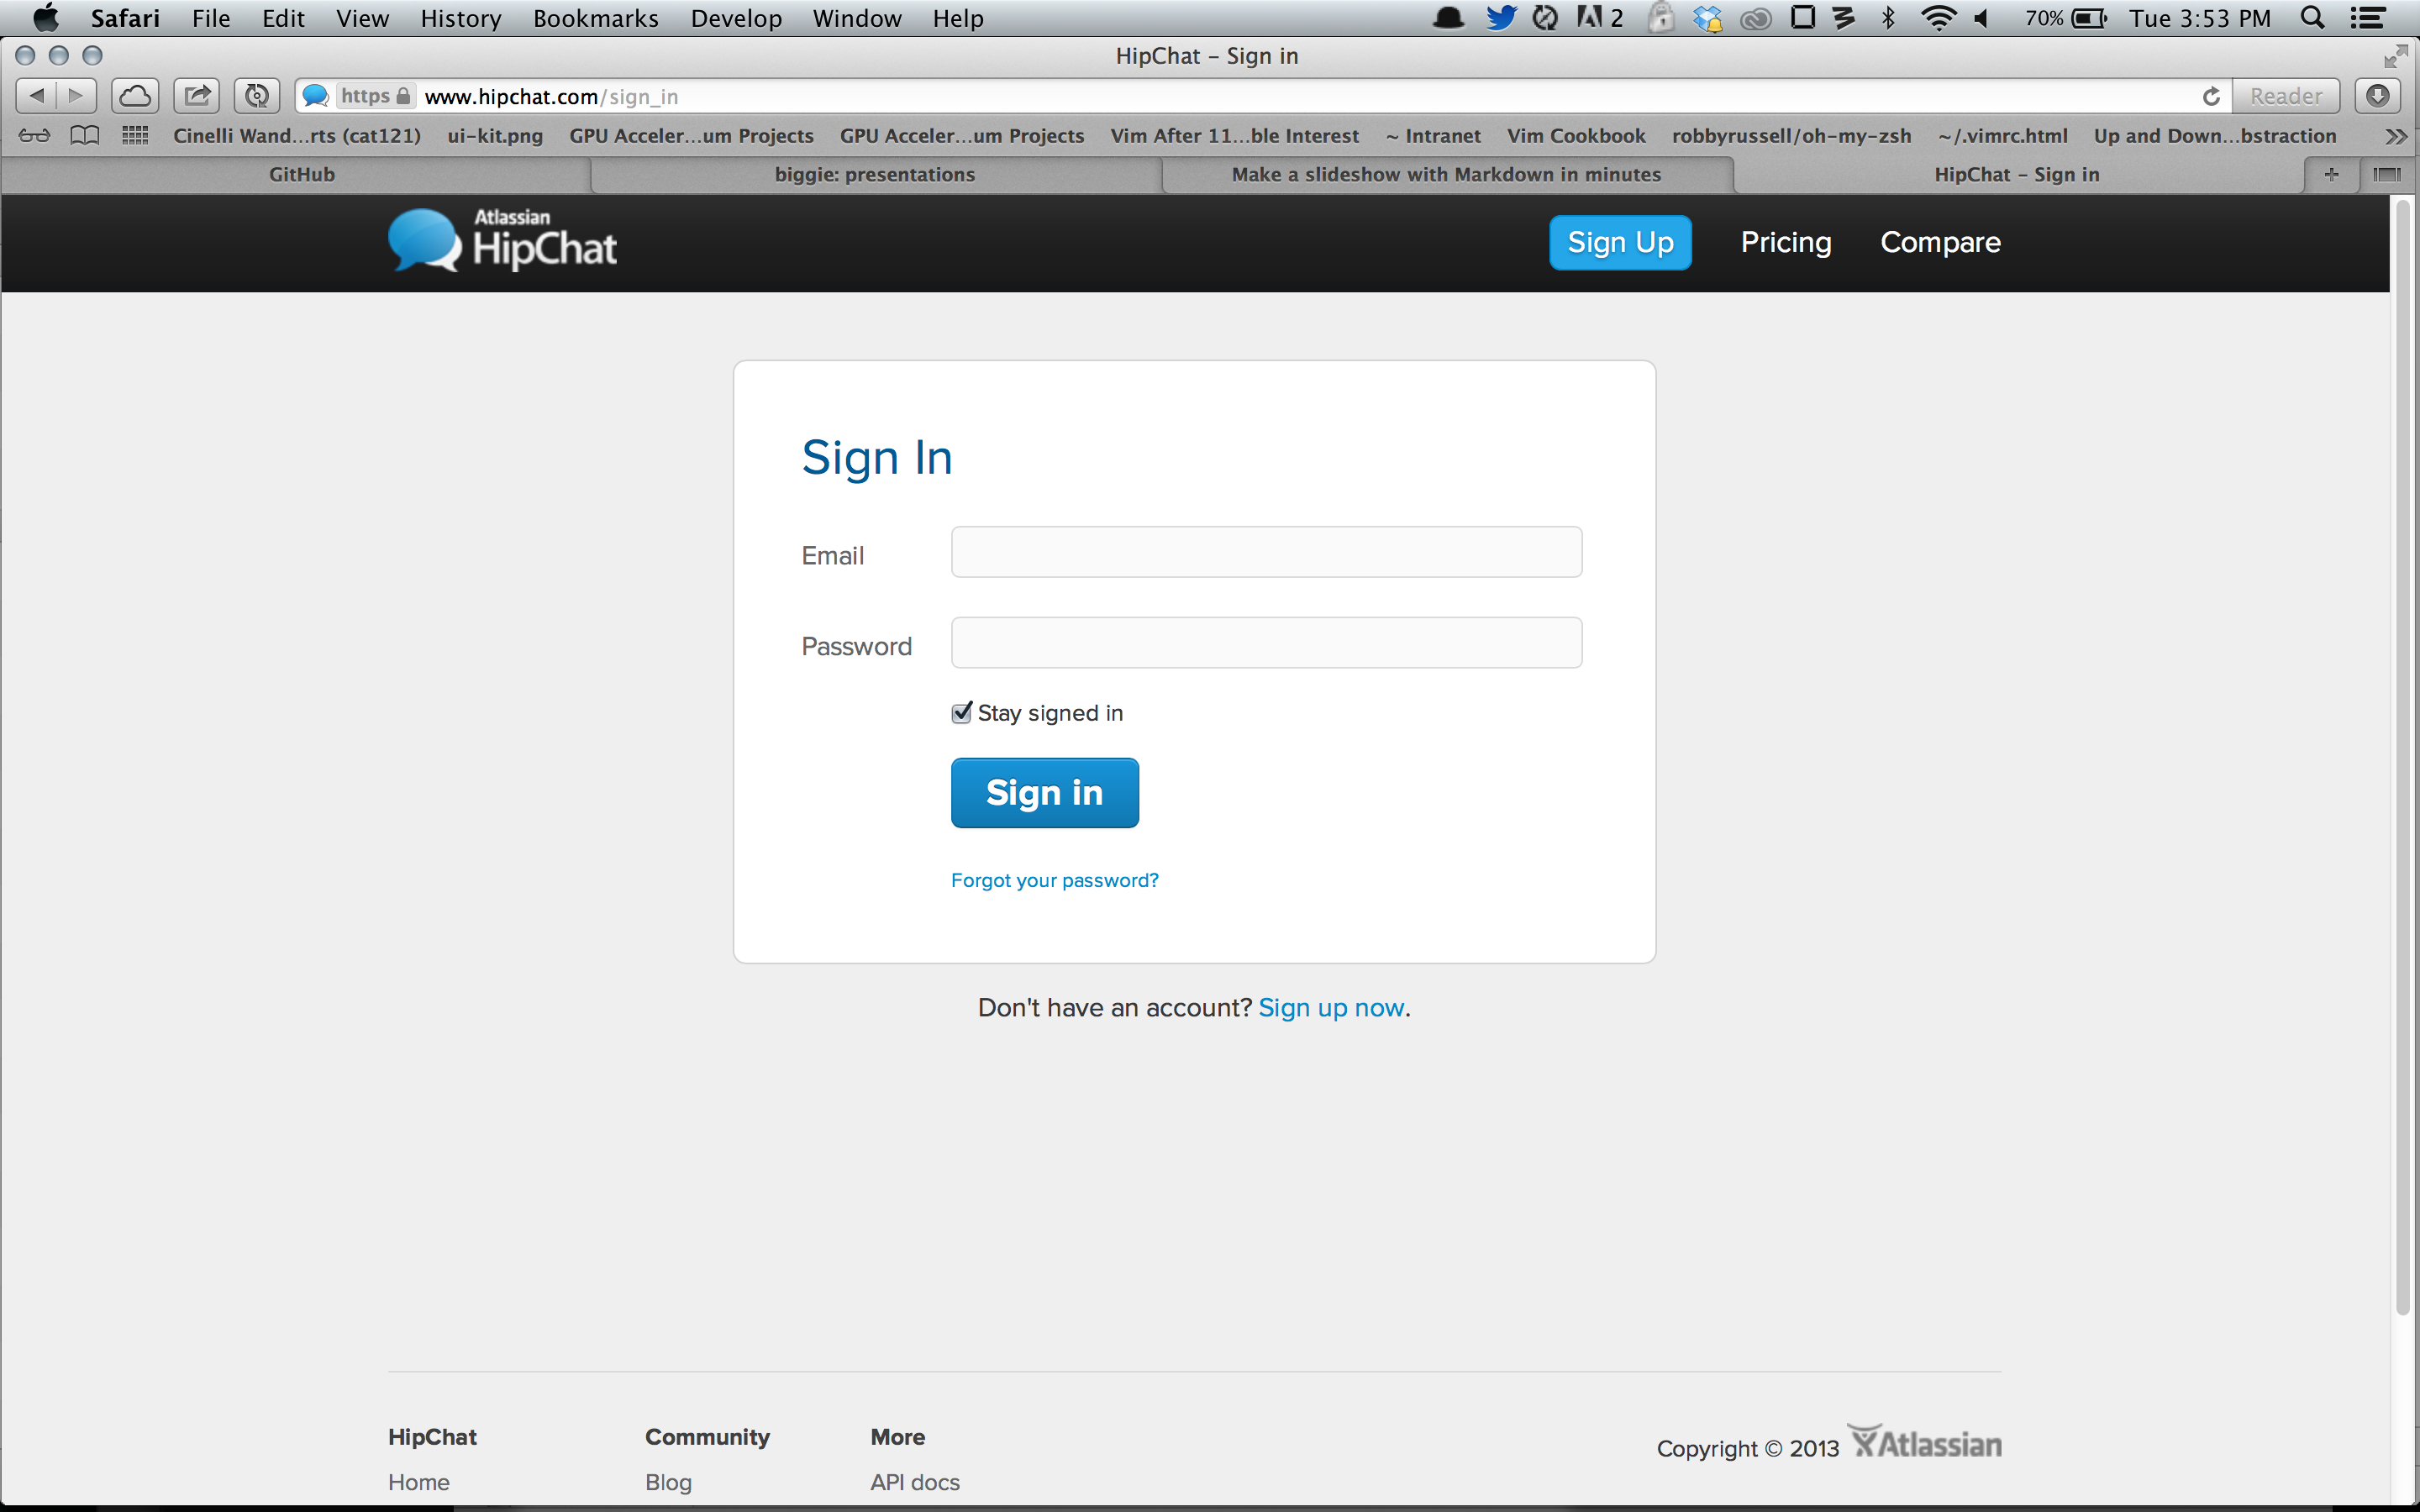 Safari File Edit View History Bookmarks Develop Window Help 2 70% Tue 3:53 PM
HipChat – Sign in
https www.hipchat.com/sign_in Reader
Cinelli Wand...rts (cat121) ui-kit.png GPU Acceler...um Projects GPU Acceler...um Projects Vim After 11...ble Interest ~ Intranet Vim Cookbook robbyrussell/oh-my-zsh ~/.vimrc.html Up and Down...bstraction
GitHub biggie: presentations Make a slideshow with Markdown in minutes HipChat – Sign in
Atlassian
HipChat
Sign Up Pricing Compare
Sign In
Email
Password
Stay signed in
Sign in
Forgot your password?
Don't have an account? Sign up now.
HipChat Community More
Copyright © 2013 Atlassian
Home Blog API docs